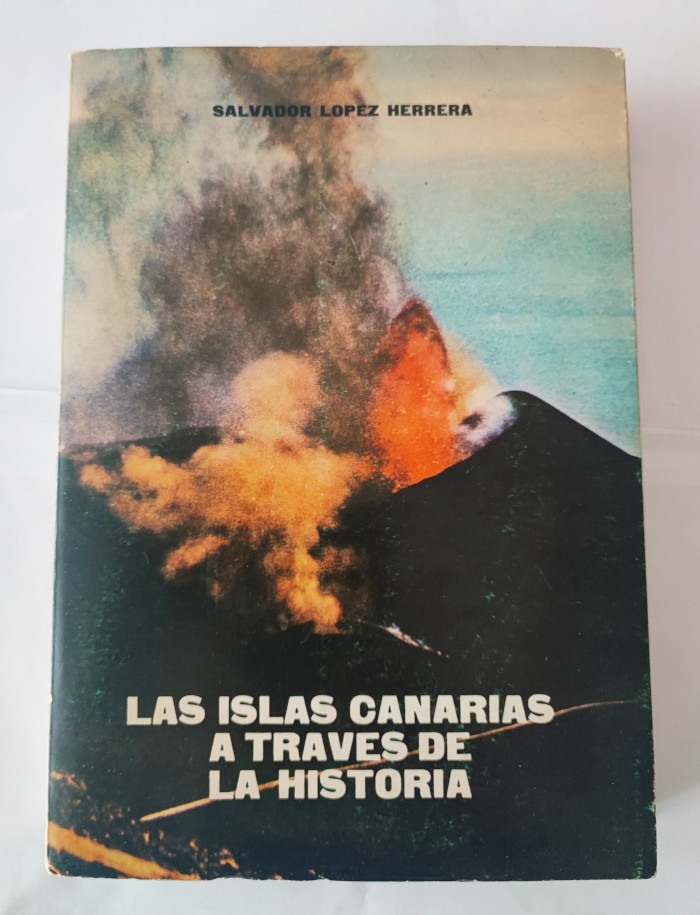 SALVADOR LOPEZ HERRERA
LAS ISLAS CANARIAS
A TRAVES DE
LA HISTORIA